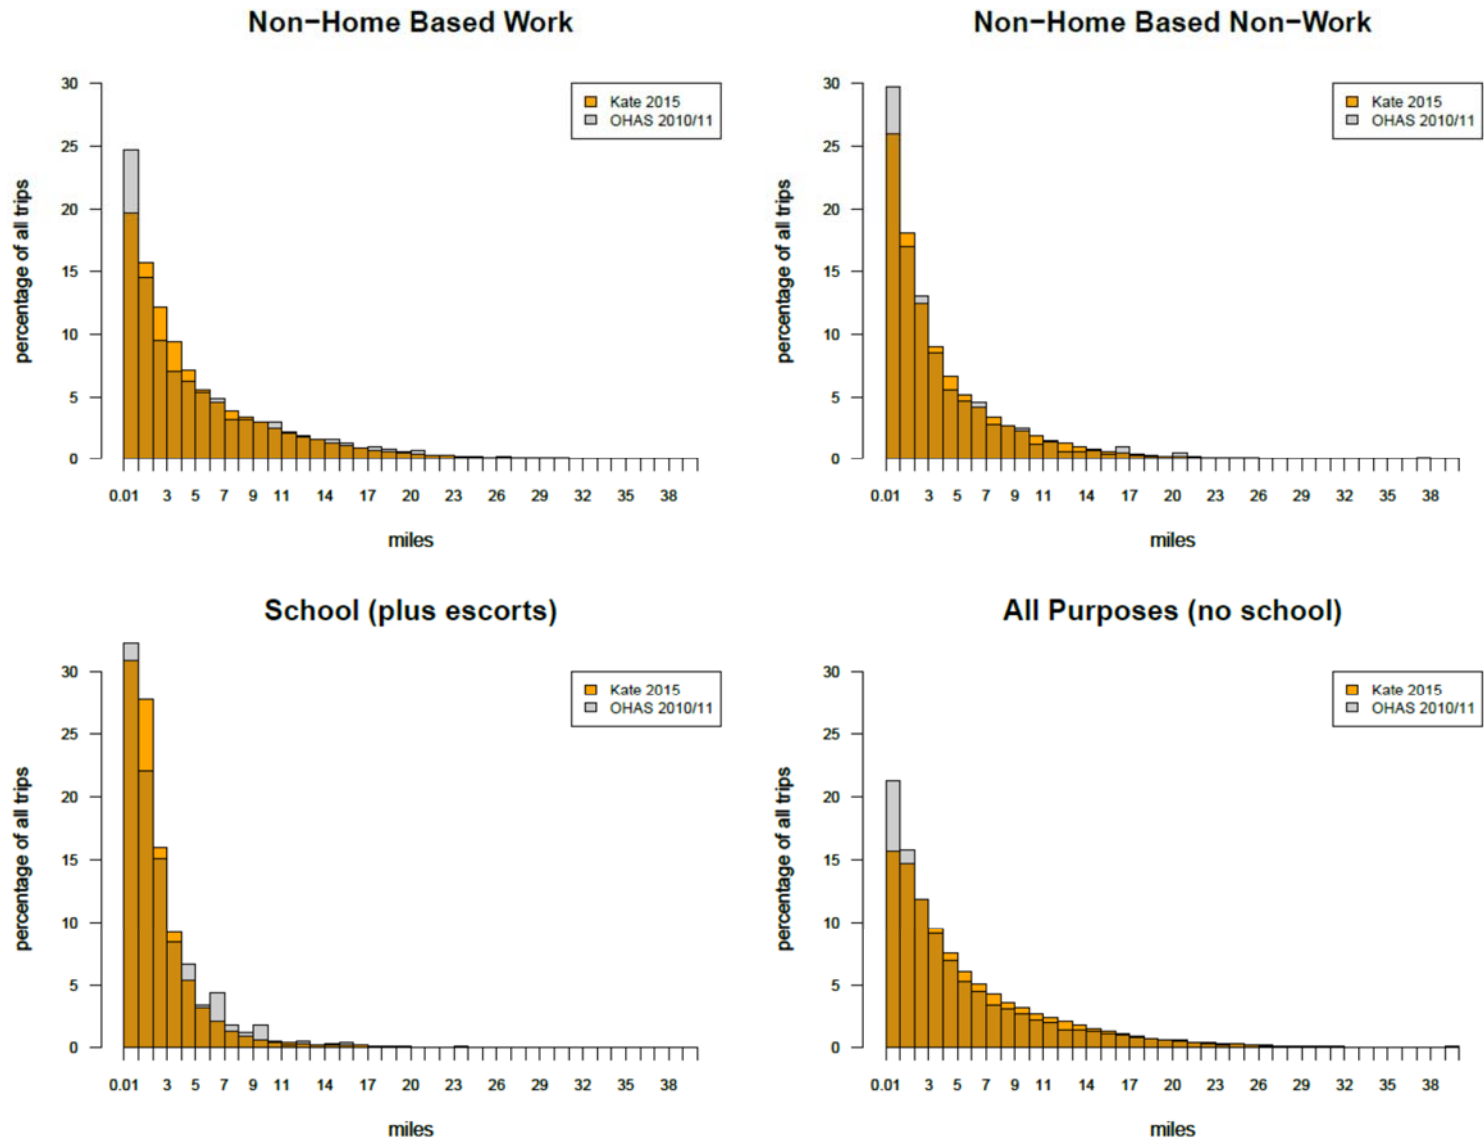 Non-Home Based Work
30
25
20
15
10
5
0
percentage of all trips
Kate 2015
OHAS 2010/11
0.01 3 5 7 9 11 14 17 20 23 26 29 32 35 38
miles
Non-Home Based Non-Work
30
25
20
15
10
5
0
percentage of all trips
Kate 2015
OHAS 2010/11
0.01 3 5 7 9 11 14 17 20 23 26 29 32 35 38
miles
School (plus escorts)
30
25
20
15
10
5
0
percentage of all trips
Kate 2015
OHAS 2010/11
0.01 3 5 7 9 11 14 17 20 23 26 29 32 35 38
miles
All Purposes (no school)
30
25
20
15
10
5
0
percentage of all trips
Kate 2015
OHAS 2010/11
0.01 3 5 7 9 11 14 17 20 23 26 29 32 35 38
miles